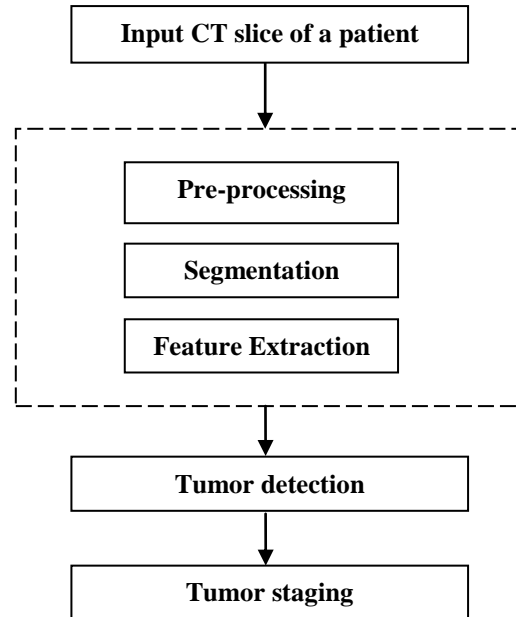 Input CT slice of a patient
Pre-processing
Segmentation
Feature Extraction
Tumor detection
Tumor staging